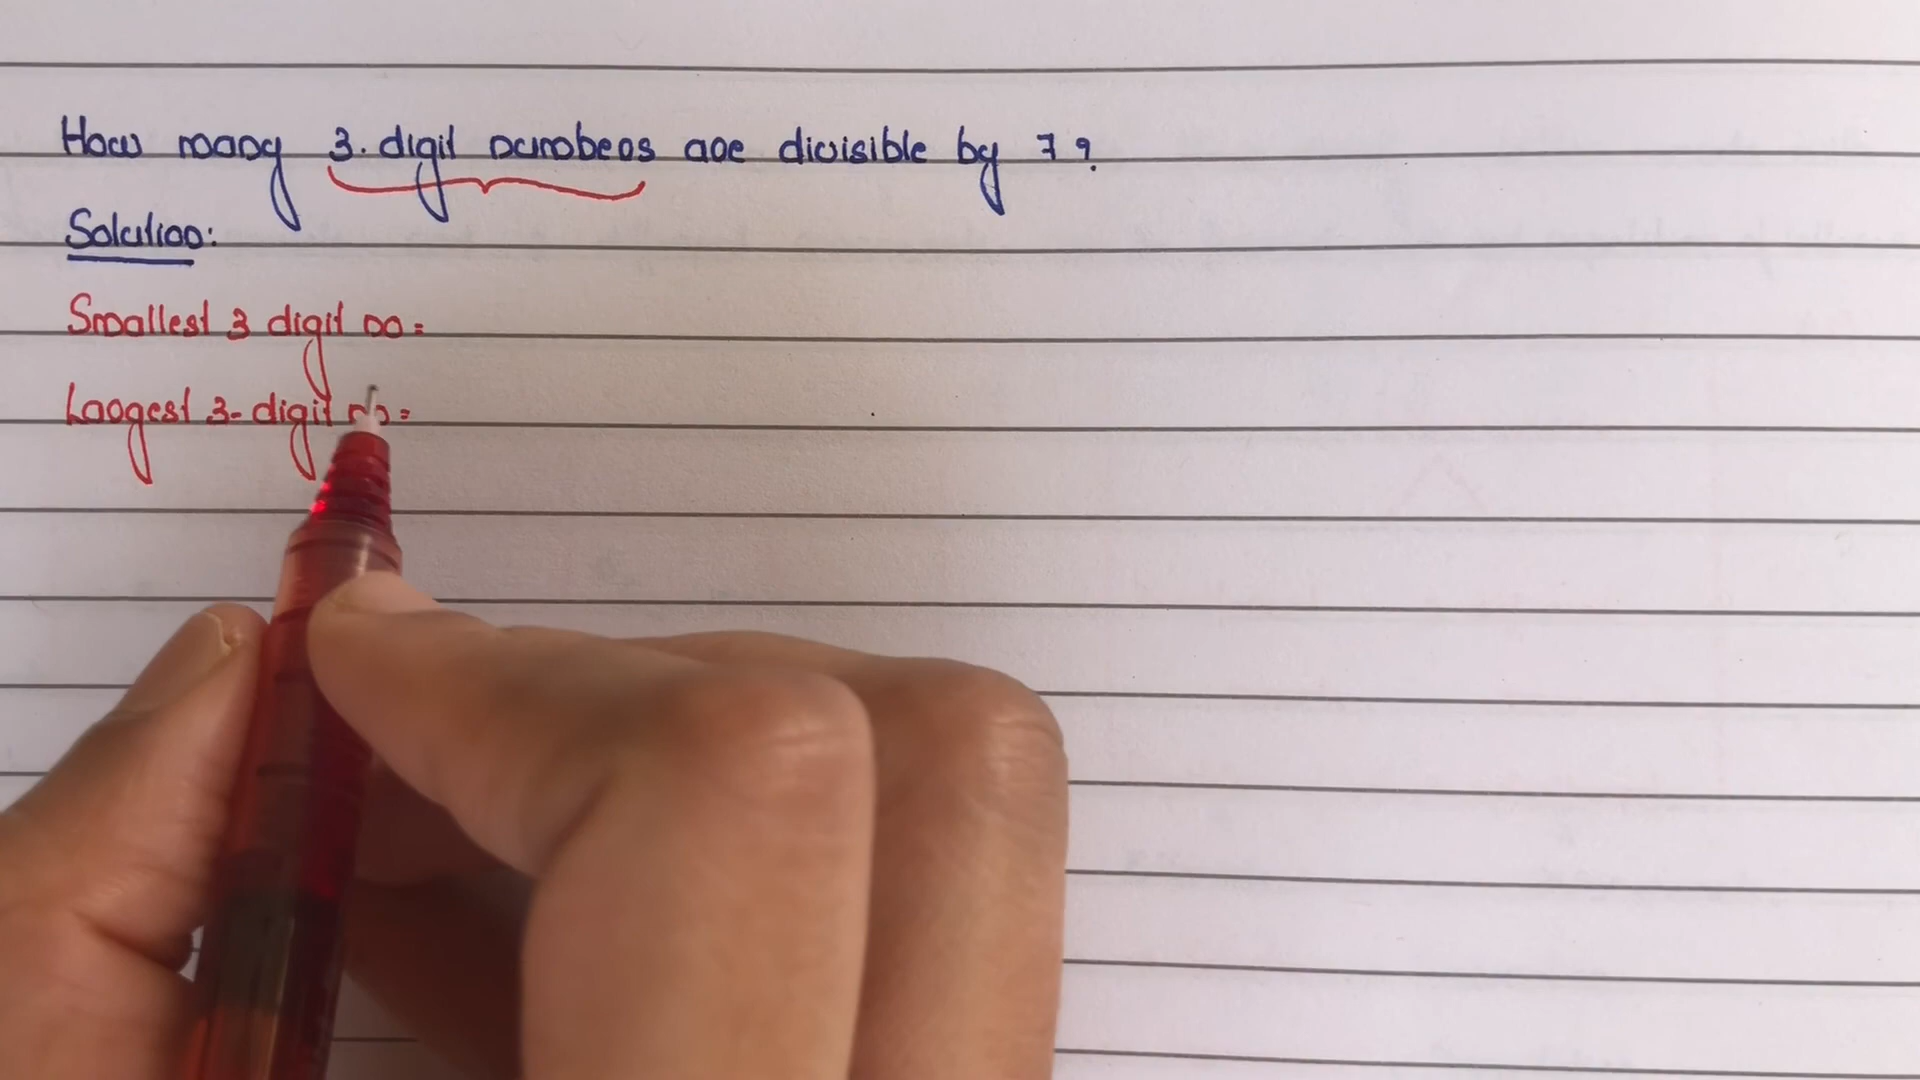 How many 3. digit numbers are divisible by 7?
Solution:
Smallest 3 digit no =
Largest 3- digit no =